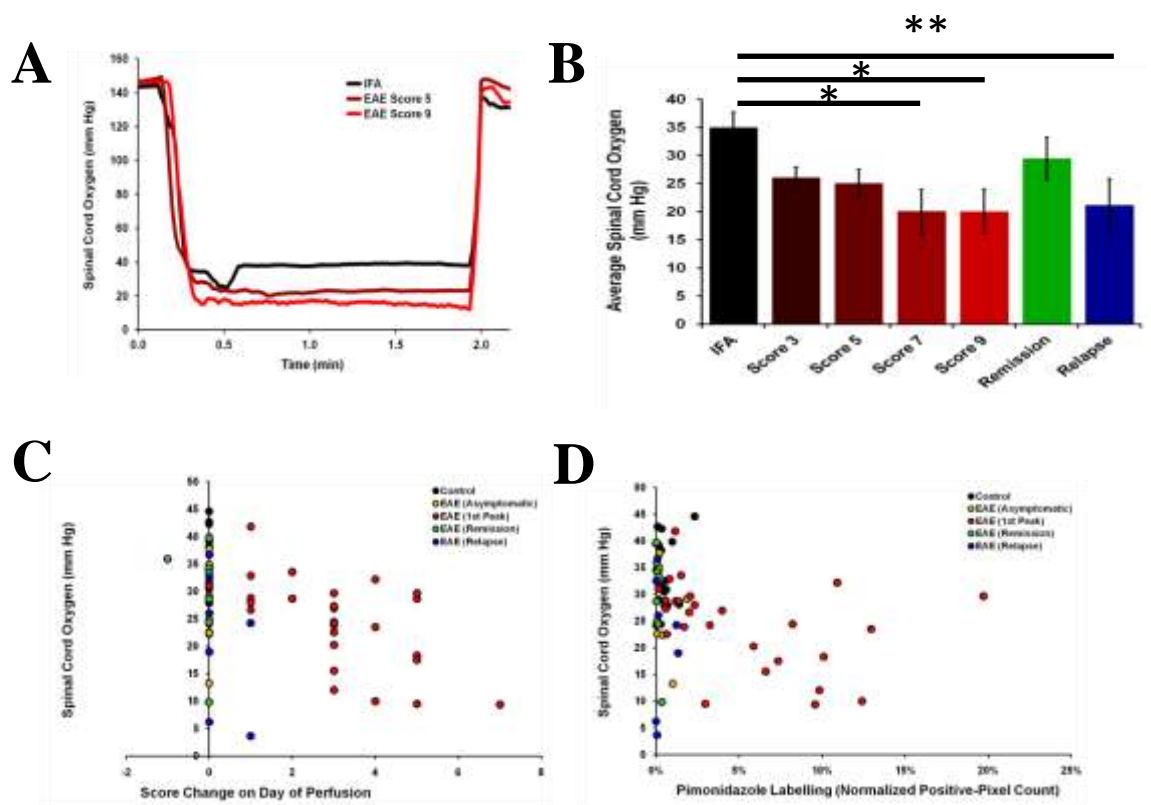 A
160
140
120
100
80
60
40
20
0
Spinal Cord Oxygen (mm Hg)
IFA
EAE Score 5
EAE Score 9
0.0 0.5 1.0 1.5 2.0
Time (min)
B
**
*
*
40
35
30
25
20
15
10
5
0
Average Spinal Cord Oxygen
(mm Hg)
IFA Score 3 Score 5 Score 7 Score 9 Remission Relapse
C
50
45
40
35
30
25
20
15
10
5
0
Spinal Cord Oxygen (mm Hg)
Control
EAE (Asymptomatic)
EAE (1st Peak)
EAE (Remission)
EAE (Relapse)
-2 0 2 4 6 8
Score Change on Day of Perfusion
D
50
45
40
35
30
25
20
15
10
5
0
Spinal Cord Oxygen (mm Hg)
Control
EAE (Asymptomatic)
EAE (1st Peak)
EAE (Remission)
EAE (Relapse)
0% 5% 10% 15% 20% 25%
Pimonidazole Labelling (Normalized Positive-Pixel Count)